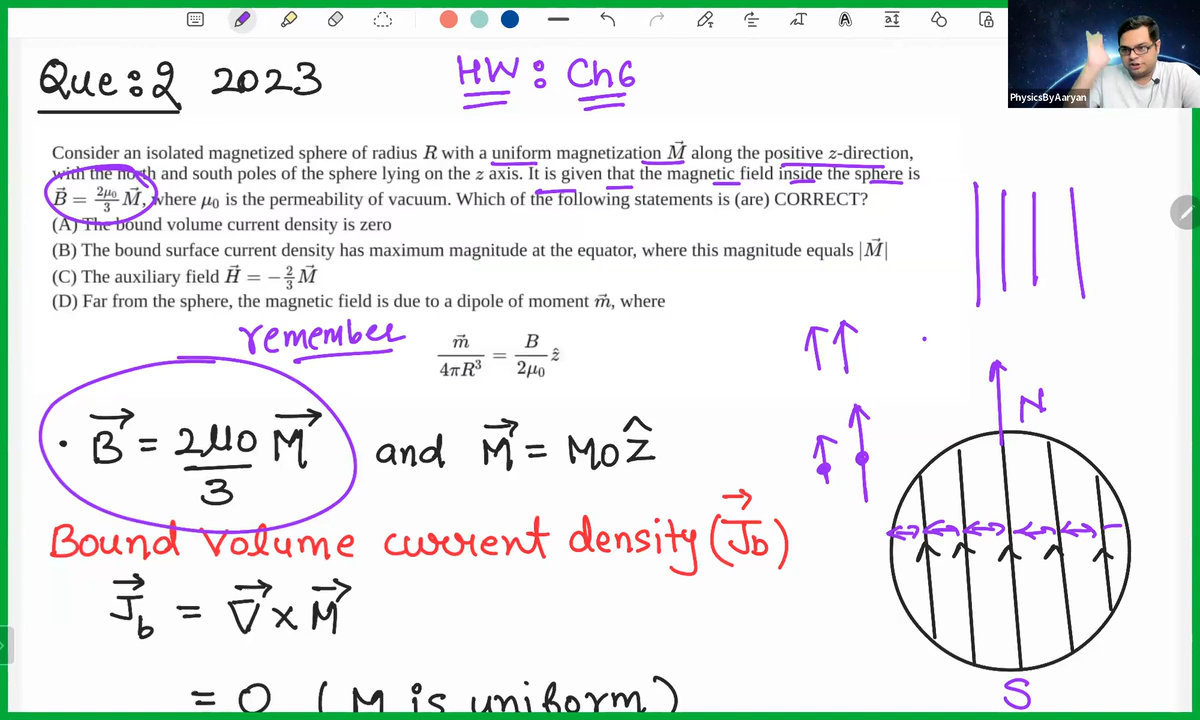 Que: 2 2023 HW: Ch6
PhysicsByAaryan
Consider an isolated magnetized sphere of radius R with a uniform magnetization M⃗ along the positive z-direction,
with the north and south poles of the sphere lying on the z axis. It is given that the magnetic field inside the sphere is
B⃗ = 2μ₀/3 M⃗, where μ₀ is the permeability of vacuum. Which of the following statements is (are) CORRECT?
(A) The bound volume current density is zero
(B) The bound surface current density has maximum magnitude at the equator, where this magnitude equals |M⃗|
(C) The auxiliary field H⃗ = −2/3 M⃗
(D) Far from the sphere, the magnetic field is due to a dipole of moment m⃗, where
remember
m⃗/4πR³ = B/2μ₀ ẑ
N
· B⃗ = 2μ0/3 M⃗ and M⃗ = M0 ẑ
Bound volume current density (J⃗b)
J⃗b = ∇⃗ x M⃗
= 0 (M is uniform)
S